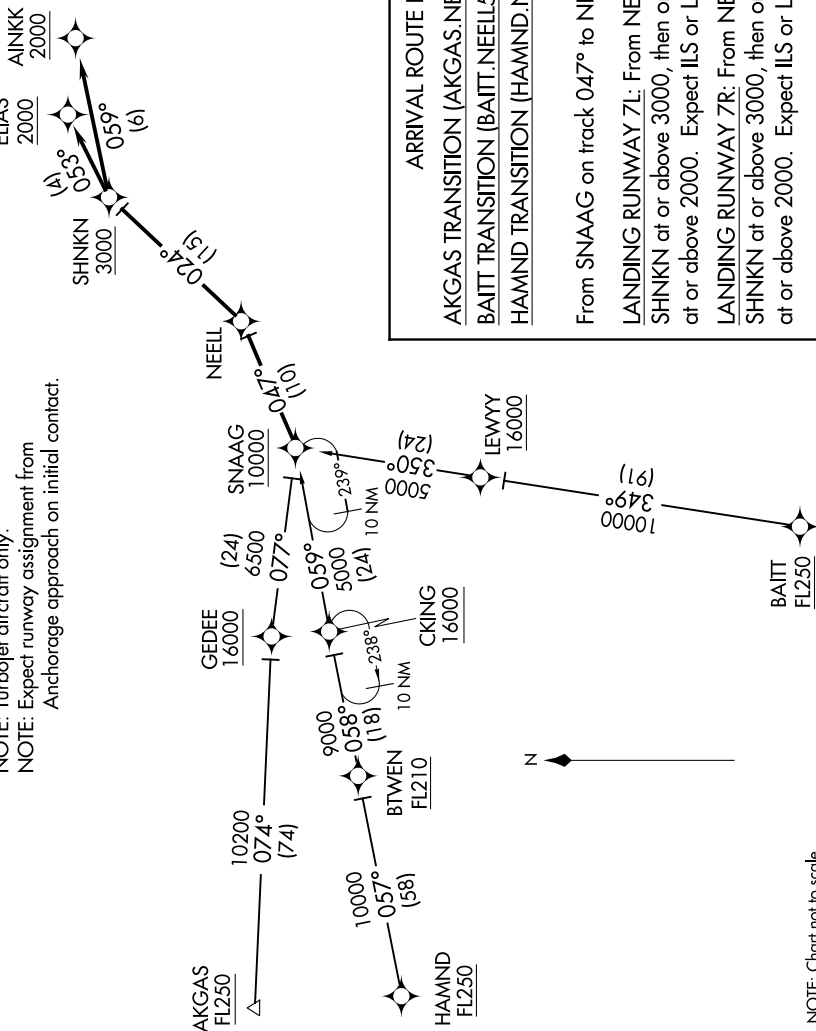 NOTE: Turbojet aircraft only.
NOTE: Expect runway assignment from
Anchorage approach on initial contact.
AINKK
2000
ELIAS
2000
059°
(6)
(4)
053°
SHNKN
3000
024°
(15)
NEELL
047°
(10)
SNAAG
10000
239°
10 NM
(24)
6500
077°
GEDEE
16000
10200
074°
(74)
AKGAS
FL250
059°
5000
(24)
CKING
16000
238°
10 NM
9000
058°
(18)
BTWEN
FL210
10000
057°
(58)
HAMND
FL250
5000
350°
(24)
LEWYY
16000
10000
349°
(91)
BAITT
FL250
N
NOTE: Chart not to scale.
ARRIVAL ROUTE
AKGAS TRANSITION (AKGAS.NE
BAITT TRANSITION (BAITT.NEELL
HAMND TRANSITION (HAMND.
From SNAAG on track 047° to
LANDING RUNWAY 7L: From NE
SHNKN at or above 3000, then o
at or above 2000. Expect ILS or L
LANDING RUNWAY 7R: From NE
SHNKN at or above 3000, then o
at or above 2000. Expect ILS or L